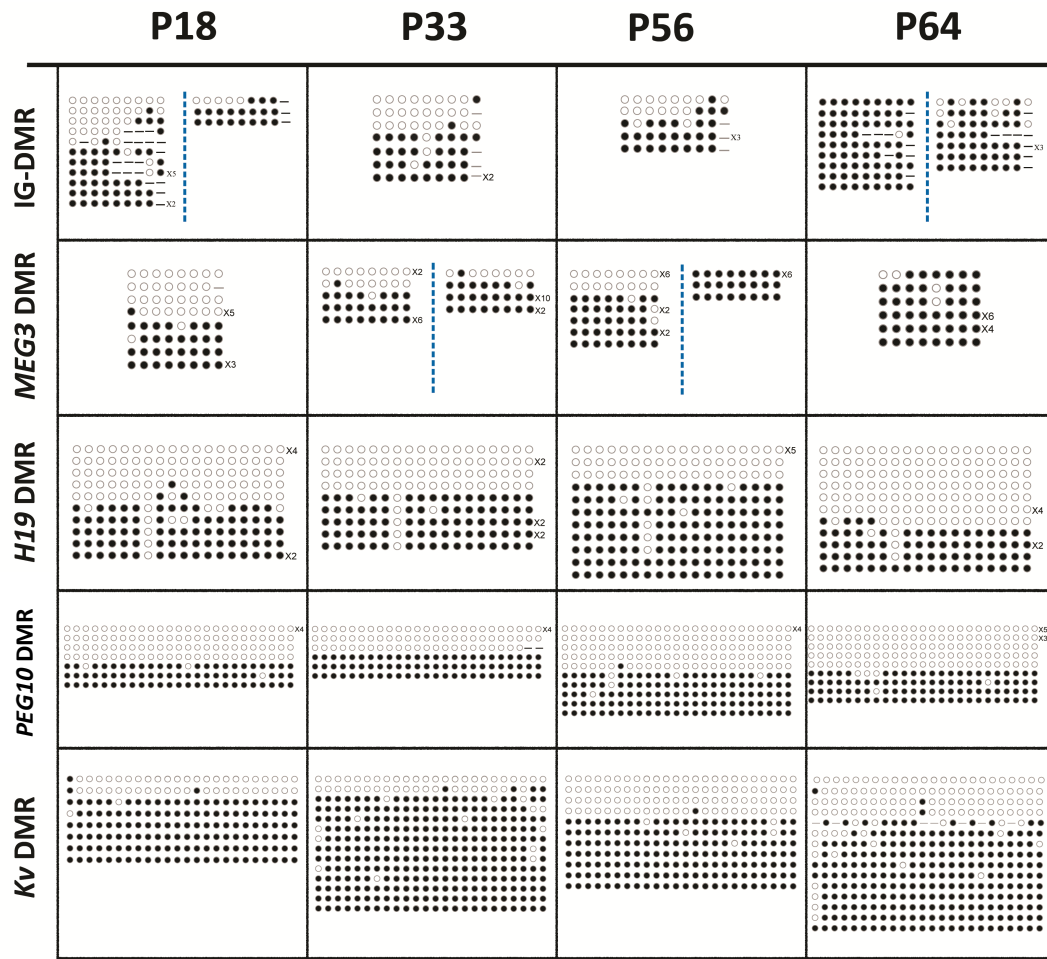 P18 P33 P56 P64
IG-DMR
X5
X2
X2
X3
X3
MEG3 DMR
X5
X3
X2
X6
X10
X2
X6
X2
X2
X6
X6
X4
H19 DMR
X4
X2
X2
X2
X2
X5
X4
X2
PEG10 DMR
X4
X4
X4
X5
X3
Kv DMR